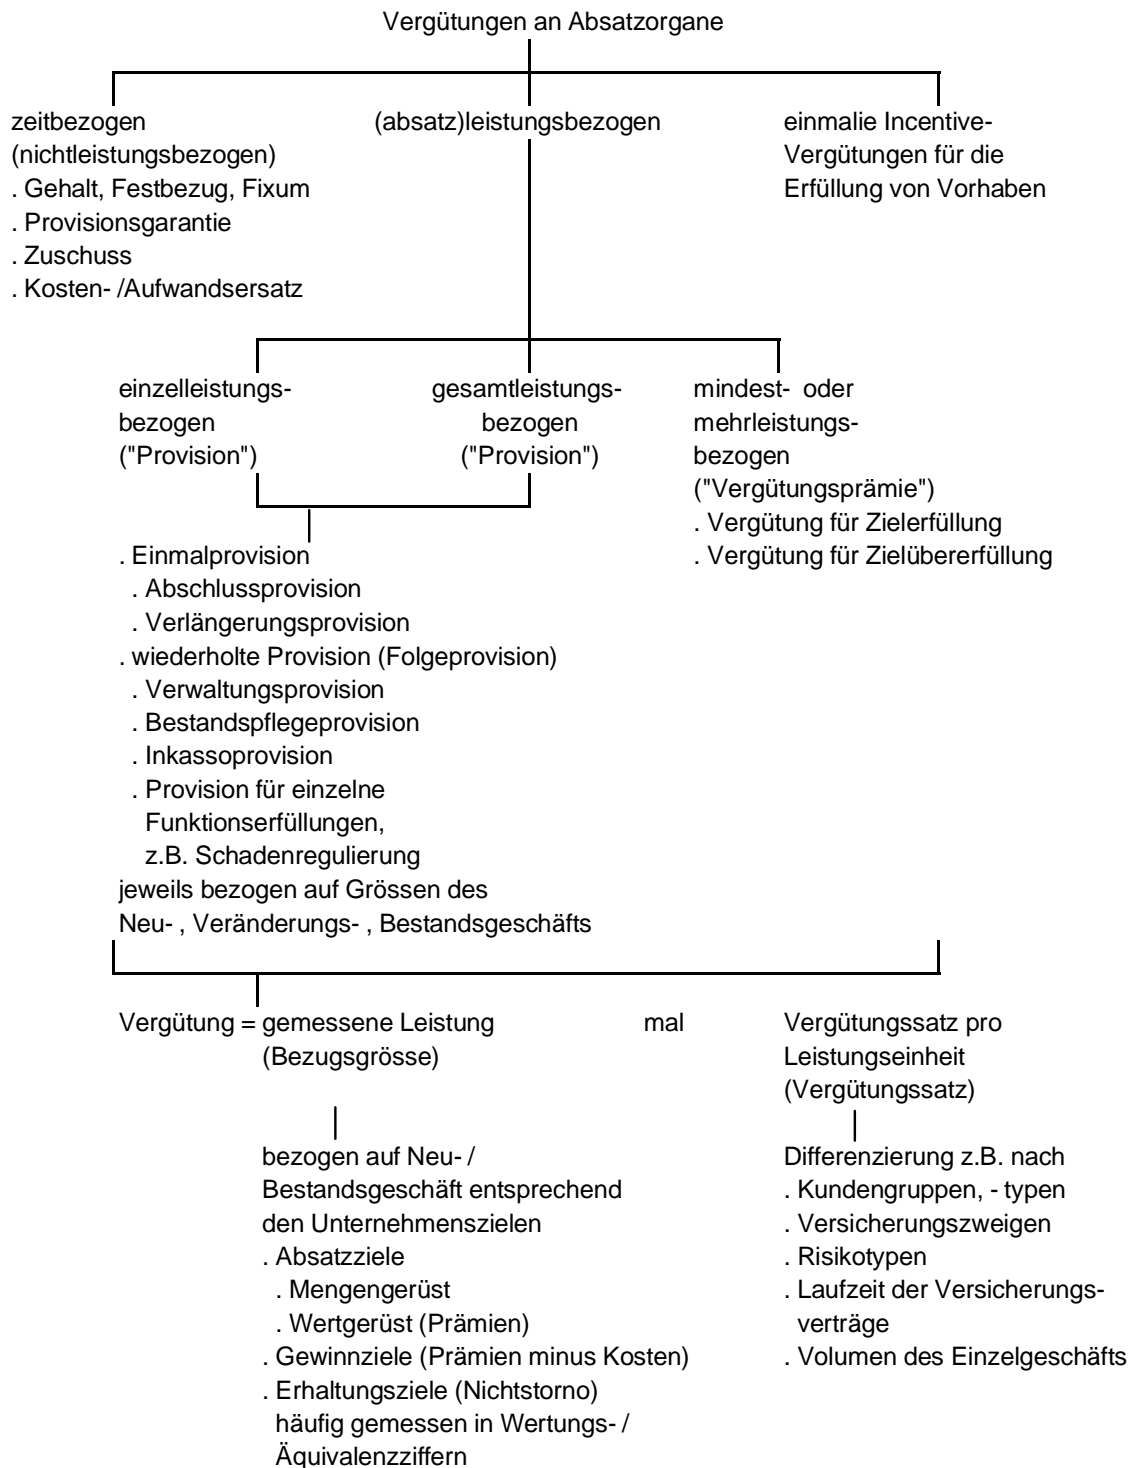 Vergütungen an Absatzorgane
zeitbezogen
(nichtleistungsbezogen)
. Gehalt, Festbezug, Fixum
. Provisionsgarantie
. Zuschuss
. Kosten- /Aufwandsersatz
(absatz)leistungsbezogen
einmalie Incentive-
Vergütungen für die
Erfüllung von Vorhaben
einzelleistungs-
bezogen
("Provision")
gesamtleistungs-
bezogen
("Provision")
mindest- oder
mehrleistungs-
bezogen
("Vergütungsprämie")
. Vergütung für Zielerfüllung
. Vergütung für Zielübererfüllung
. Einmalprovision
. Abschlussprovision
. Verlängerungsprovision
. wiederholte Provision (Folgeprovision)
. Verwaltungsprovision
. Bestandspflegeprovision
. Inkassoprovision
. Provision für einzelne
Funktionserfüllungen,
z.B. Schadenregulierung
jeweils bezogen auf Grössen des
Neu- , Veränderungs- , Bestandsgeschäfts
Vergütung = gemessene Leistung
(Bezugsgrösse)
mal
Vergütungssatz pro
Leistungseinheit
(Vergütungssatz)
bezogen auf Neu- /
Bestandsgeschäft entsprechend
den Unternehmenszielen
. Absatzziele
. Mengengerüst
. Wertgerüst (Prämien)
. Gewinnziele (Prämien minus Kosten)
. Erhaltungsziele (Nichtstorno)
häufig gemessen in Wertungs- /
Äquivalenzziffern
Differenzierung z.B. nach
. Kundengruppen, - typen
. Versicherungszweigen
. Risikotypen
. Laufzeit der Versicherungs-
verträge
. Volumen des Einzelgeschäfts